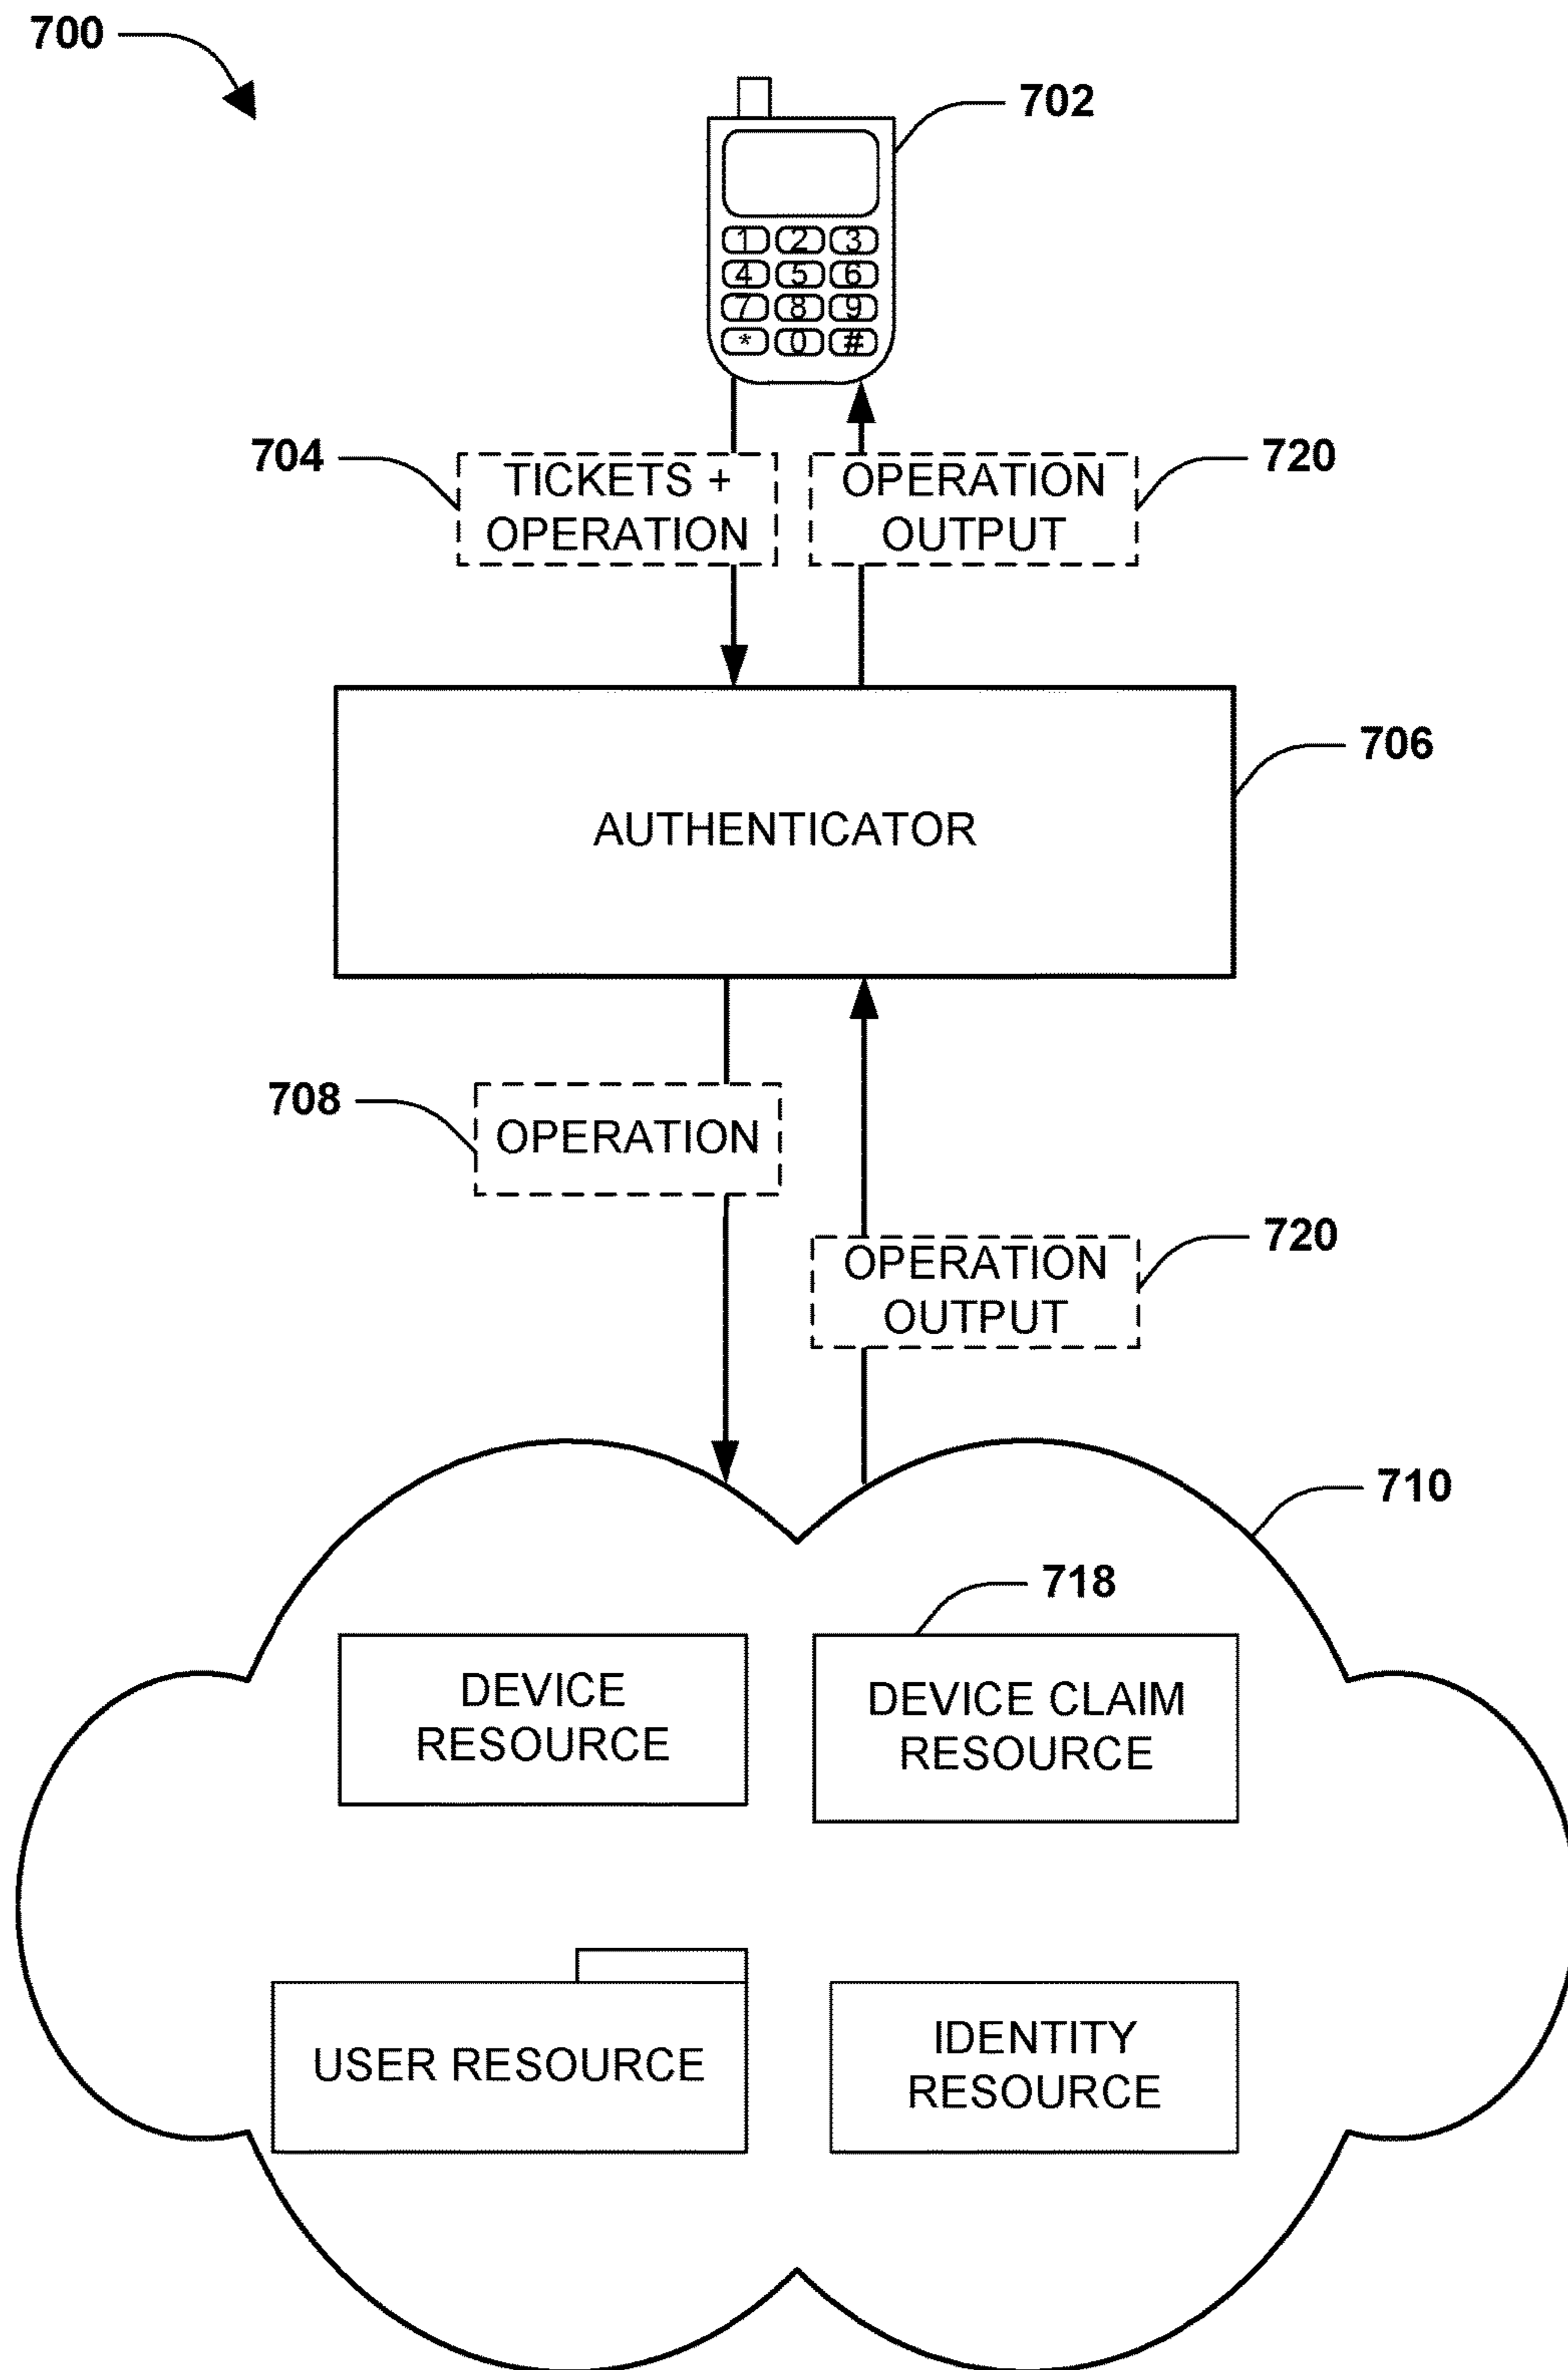 700
702
1 2 3
4 5 6
7 8 9
* 0 #
704
TICKETS +
OPERATION
OPERATION
OUTPUT
720
706
AUTHENTICATOR
708
OPERATION
720
OPERATION
OUTPUT
710
718
DEVICE
RESOURCE
DEVICE CLAIM
RESOURCE
USER RESOURCE
IDENTITY
RESOURCE